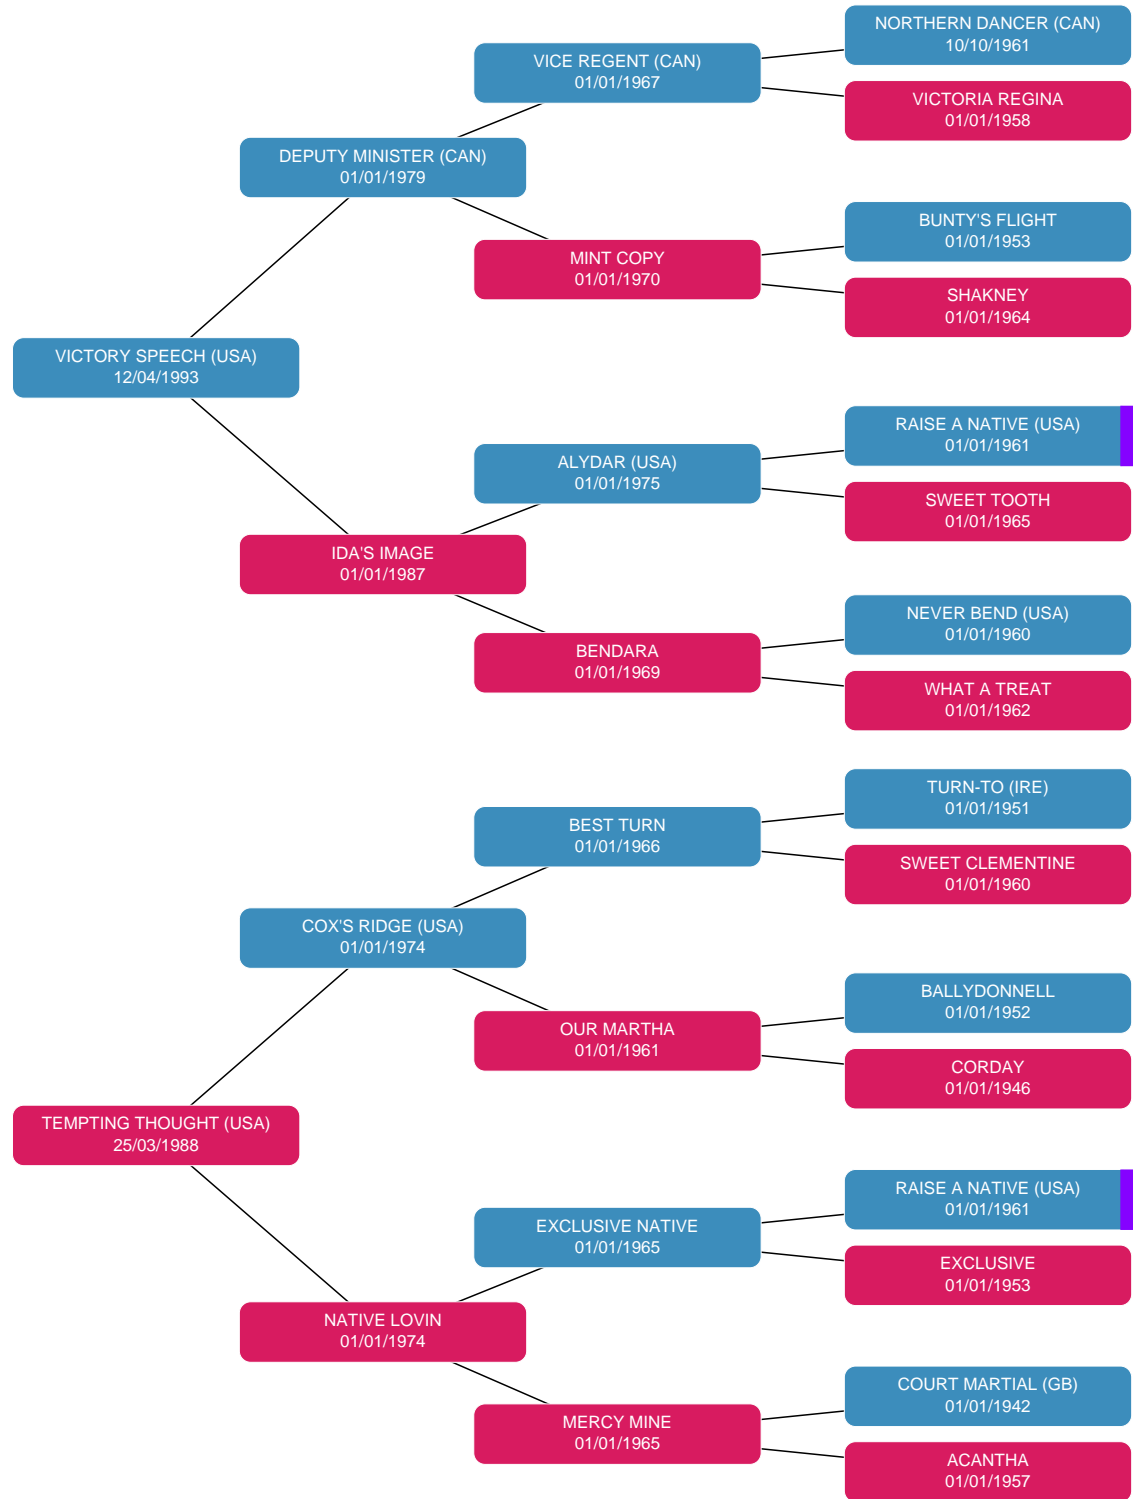 NORTHERN DANCER (CAN)
10/10/1961
VICE REGENT (CAN)
01/01/1967
VICTORIA REGINA
01/01/1958
DEPUTY MINISTER (CAN)
01/01/1979
BUNTY'S FLIGHT
01/01/1953
MINT COPY
01/01/1970
SHAKNEY
01/01/1964
VICTORY SPEECH (USA)
12/04/1993
RAISE A NATIVE (USA)
01/01/1961
ALYDAR (USA)
01/01/1975
SWEET TOOTH
01/01/1965
IDA'S IMAGE
01/01/1987
NEVER BEND (USA)
01/01/1960
BENDARA
01/01/1969
WHAT A TREAT
01/01/1962
TURN-TO (IRE)
01/01/1951
BEST TURN
01/01/1966
SWEET CLEMENTINE
01/01/1960
COX'S RIDGE (USA)
01/01/1974
BALLYDONNELL
01/01/1952
OUR MARTHA
01/01/1961
CORDAY
01/01/1946
TEMPTING THOUGHT (USA)
25/03/1988
RAISE A NATIVE (USA)
01/01/1961
EXCLUSIVE NATIVE
01/01/1965
EXCLUSIVE
01/01/1953
NATIVE LOVIN
01/01/1974
COURT MARTIAL (GB)
01/01/1942
MERCY MINE
01/01/1965
ACANTHA
01/01/1957